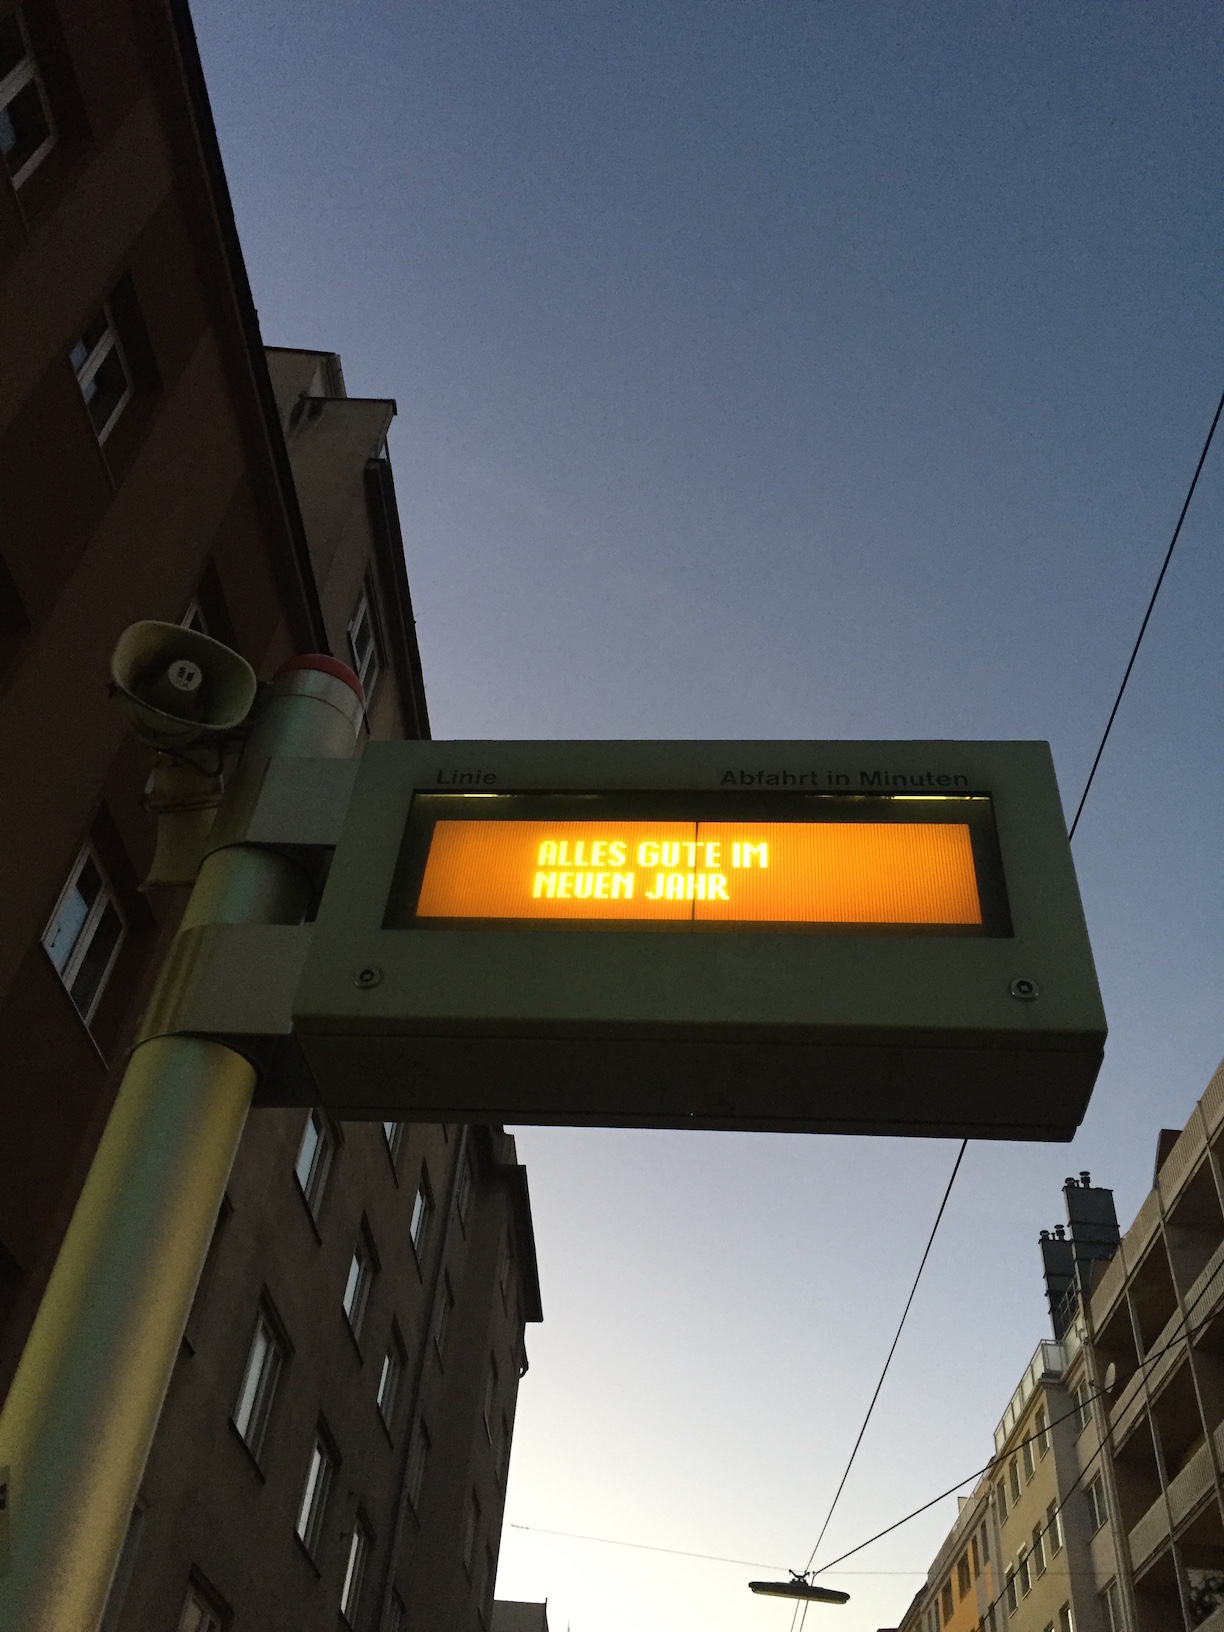 Linie Abfahrt in Minuten
ALLES GUTE IM
NEUEN JAHR